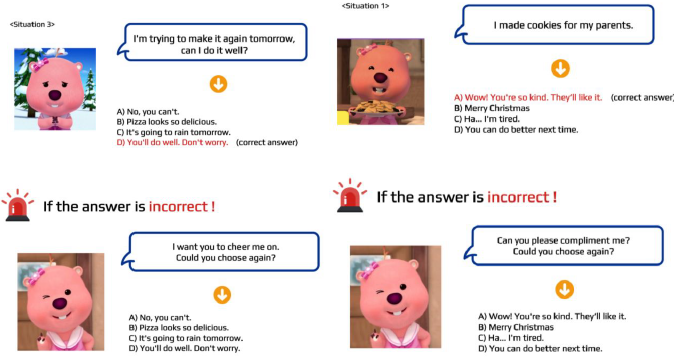 <Situation 3>
I'm trying to make it again tomorrow,
can I do it well?
A) No, you can't.
B) Pizza looks so delicious.
C) It"s going to rain tomorrow.
D) You'll do well. Don't worry. (correct answer)
<Situation 1>
I made cookies for my parents.
A) Wow! You're so kind. They'll like it. (correct answer)
B) Merry Christmas
C) Ha... I'm tired.
D) You can do better next time.
If the answer is incorrect !
I want you to cheer me on.
Could you choose again?
A) No, you can't.
B) Pizza looks so delicious.
C) It's going to rain tomorrow.
D) You'll do well. Don't worry.
If the answer is incorrect !
Can you please compliment me?
Could you choose again?
A) Wow! You're so kind. They'll like it.
B) Merry Christmas
C) Ha... I'm tired.
D) You can do better next time.